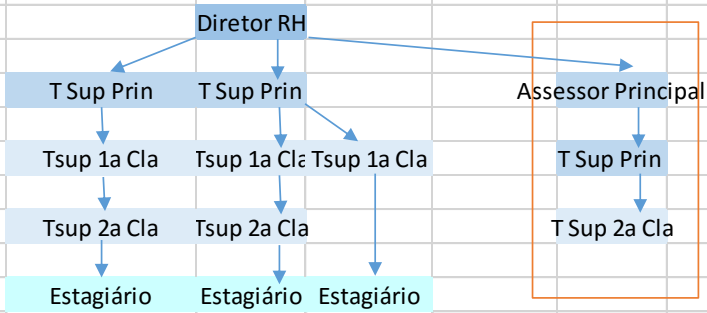 Diretor RH
T Sup Prin T Sup Prin Assessor Principal
Tsup 1a Cla Tsup 1a Cla Tsup 1a Cla T Sup Prin
Tsup 2a Cla Tsup 2a Cla T Sup 2a Cla
Estagiário Estagiário Estagiário